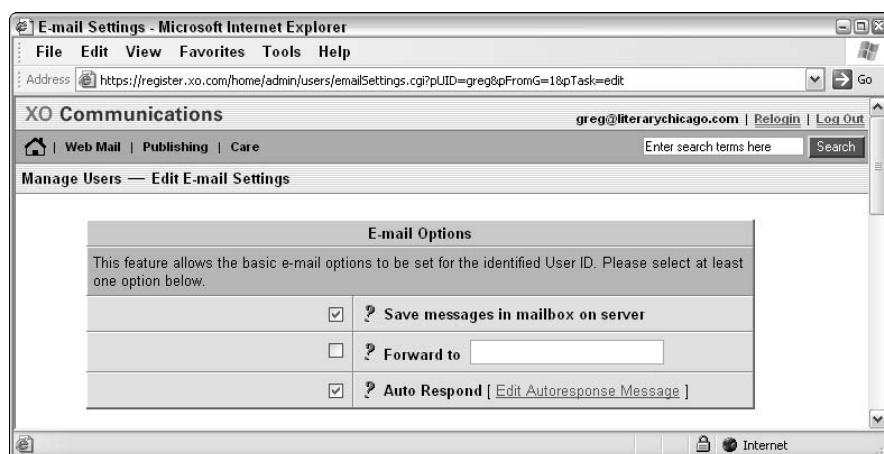 E-mail Settings - Microsoft Internet Explorer
File Edit View Favorites Tools Help
Address https://register.xo.com/home/admin/users/emailSettings.cgi?pUID=greg&pFromG=1&pTask=edit Go
XO Communications greg@literarychicago.com | Relogin | Log Out
| Web Mail | Publishing | Care Enter search terms here Search
Manage Users — Edit E-mail Settings
E-mail Options
This feature allows the basic e-mail options to be set for the identified User ID. Please select at least
one option below.
? Save messages in mailbox on server
? Forward to
? Auto Respond [ Edit Autoresponse Message ]
Internet